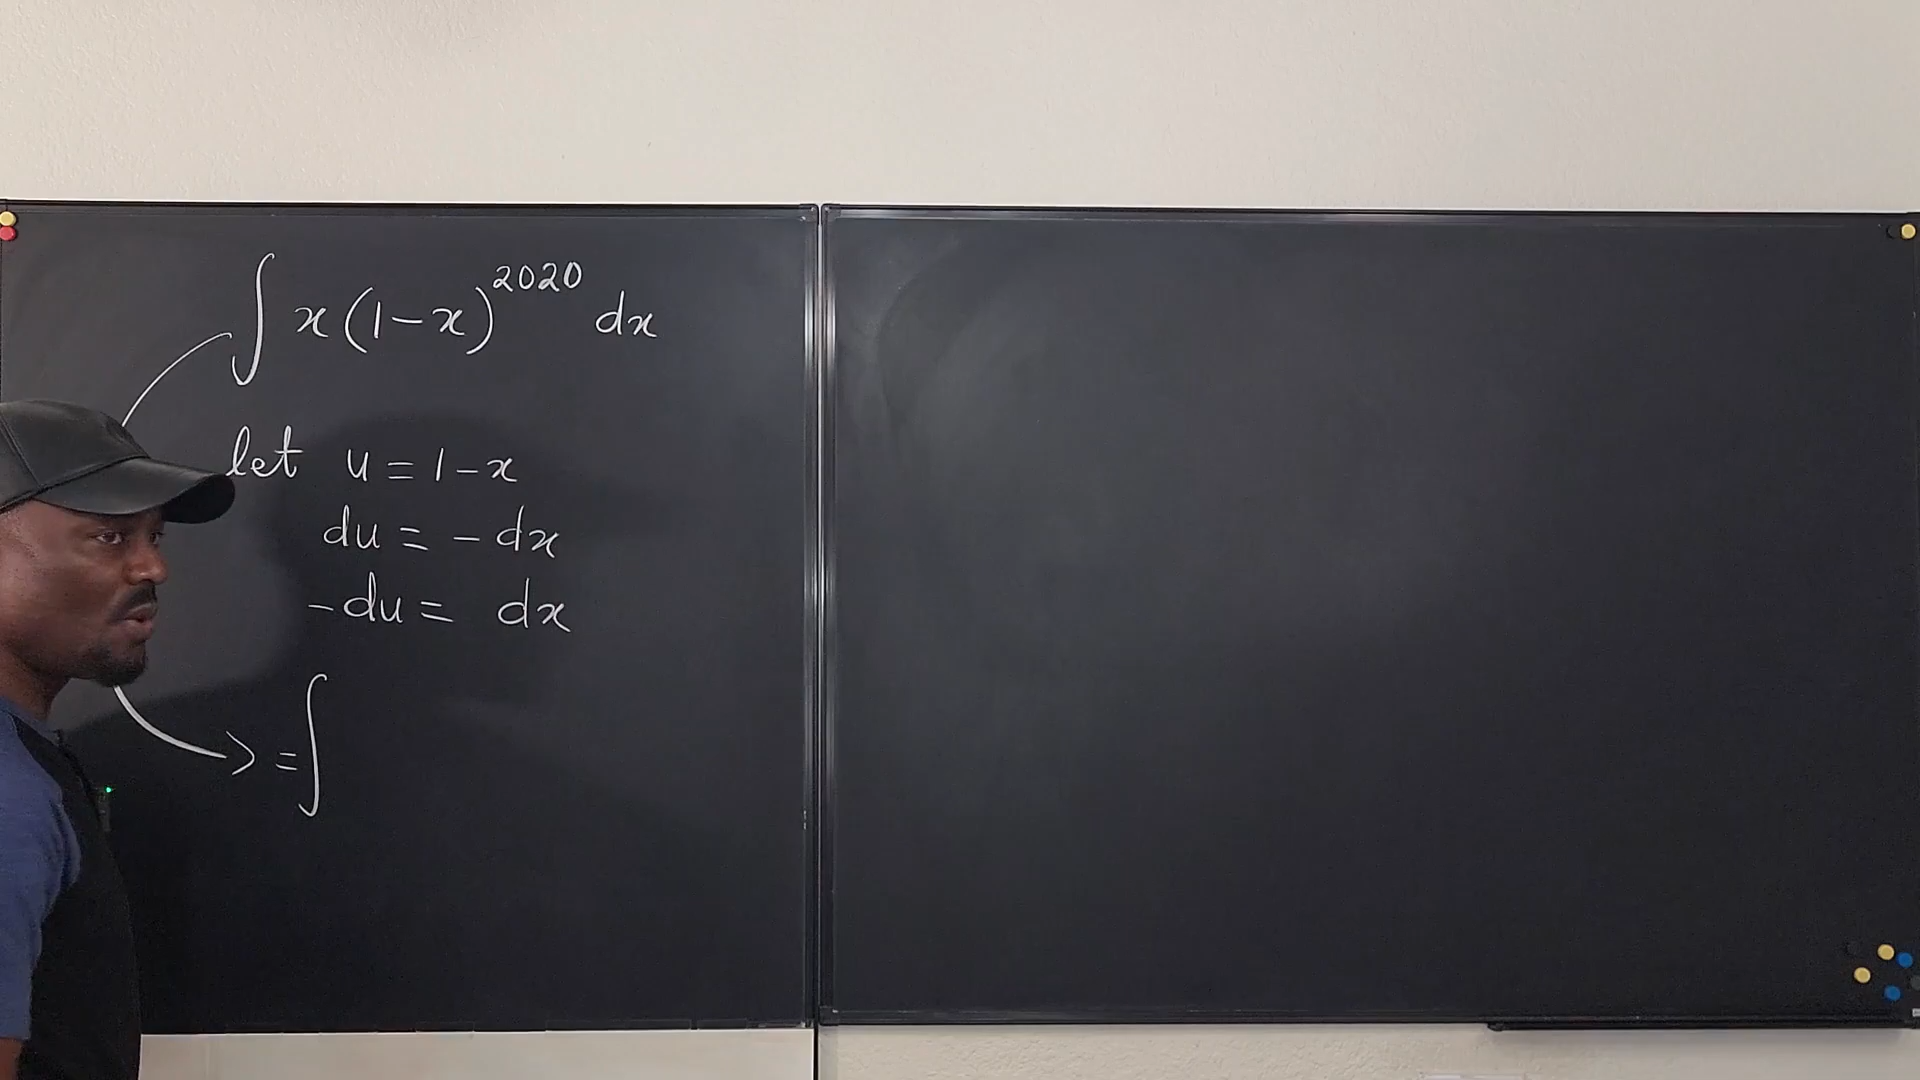 ∫ x(1-x)^2020 dx
let u = 1-x
du = - dx
-du = dx
= ∫